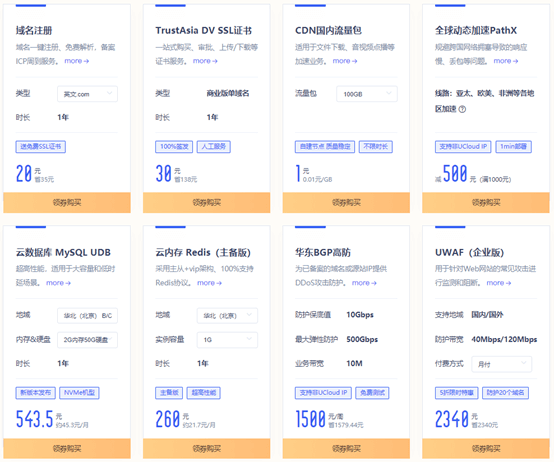 域名注册
域名一键注册、免费解析，备案
ICP周到服务。 more →
类型 英文.com
时长 1年
送免费SSL证书
20 元
省35元
领券购买
TrustAsia DV SSL证书
一站式购买、审批、上传/下载等
证书服务。 more →
类型 商业版单域名
时长 1年
100%签发 人工服务
30 元
省138元
领券购买
CDN国内流量包
适用于文件下载、音视频点播等
加速业务。 more →
流量包 100GB
自建节点 质量稳定 不限时长
1 元
0.01元/GB
领券购买
全球动态加速PathX
规避跨国网络拥塞导致的响应
慢、丢包等问题。 more →
线路：亚太、欧美、非洲等各地
区加速
支持非UCloud IP 1min部署
减 500 元（满1000元）
领券购买
云数据库 MySQL UDB
超高性能，适用于大容量和低时
延场景。 more →
地域 华北（北京）B/C
内存&硬盘 2G内存50G硬盘
时长 1年
新版本发布 NVMe机型
543.5 元
约45.3元/月
领券购买
云内存 Redis（主备版）
采用主从+vip架构，100%支持
Redis协议。 more →
地域 华北（北京）
实例容量 1G
时长 1年
主备版 超高性能
260 元
约21.7元/月
领券购买
华东BGP高防
为已备案的域名或源站IP提供
DDoS攻击防护。 more →
防护保底值 10Gbps
最大弹性防护 500Gbps
业务带宽 10M
支持非UCloud IP 免费测试
1500 元/周
省1579.44元
领券购买
UWAF（企业版）
用于针对Web网站的常见攻击进
行监测和阻断。 more →
支持地域 国内/国外
防护带宽 40Mbps/120Mbps
付费方式 月付
5折限时特惠 防护20个域名
2340 元
省2340元
领券购买